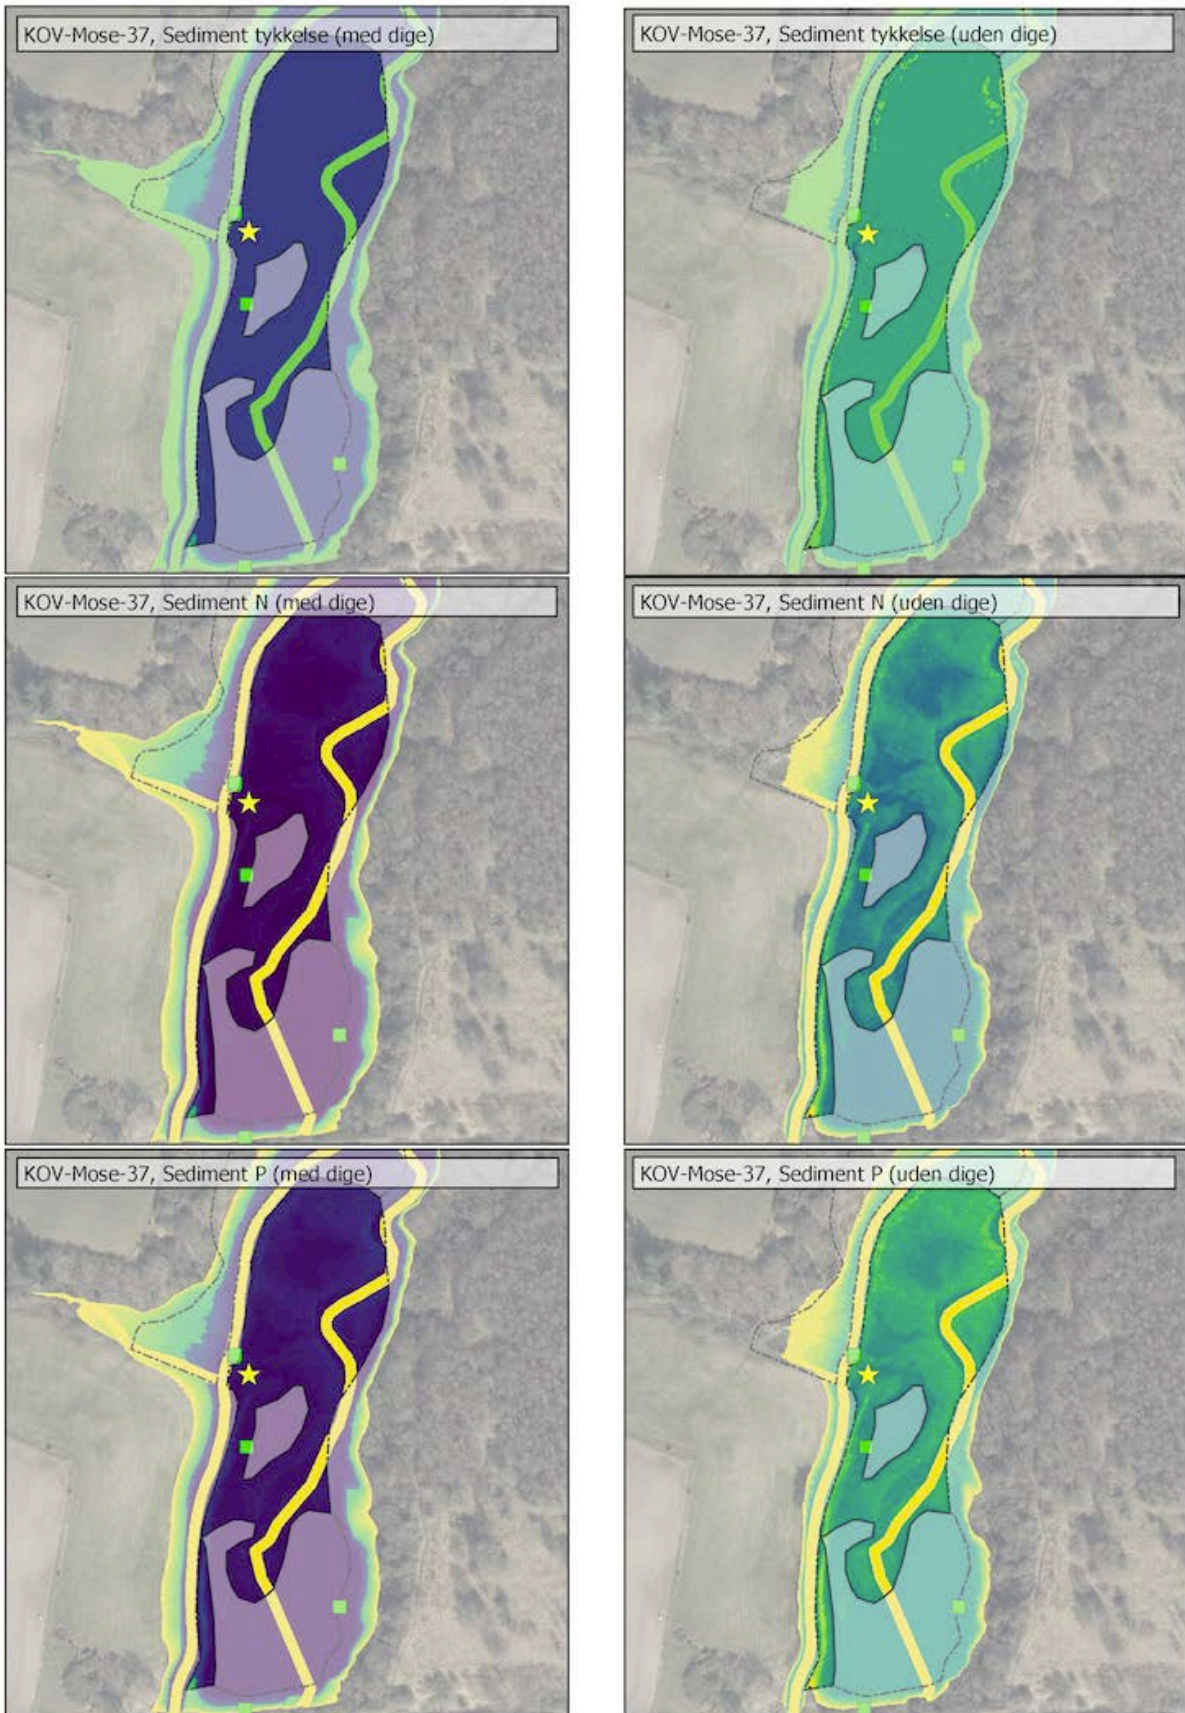 KOV-Mose-37, Sediment tykkelse (med dige)
KOV-Mose-37, Sediment tykkelse (uden dige)
KOV-Mose-37, Sediment N (med dige)
KOV-Mose-37, Sediment N (uden dige)
KOV-Mose-37, Sediment P (med dige)
KOV-Mose-37, Sediment P (uden dige)